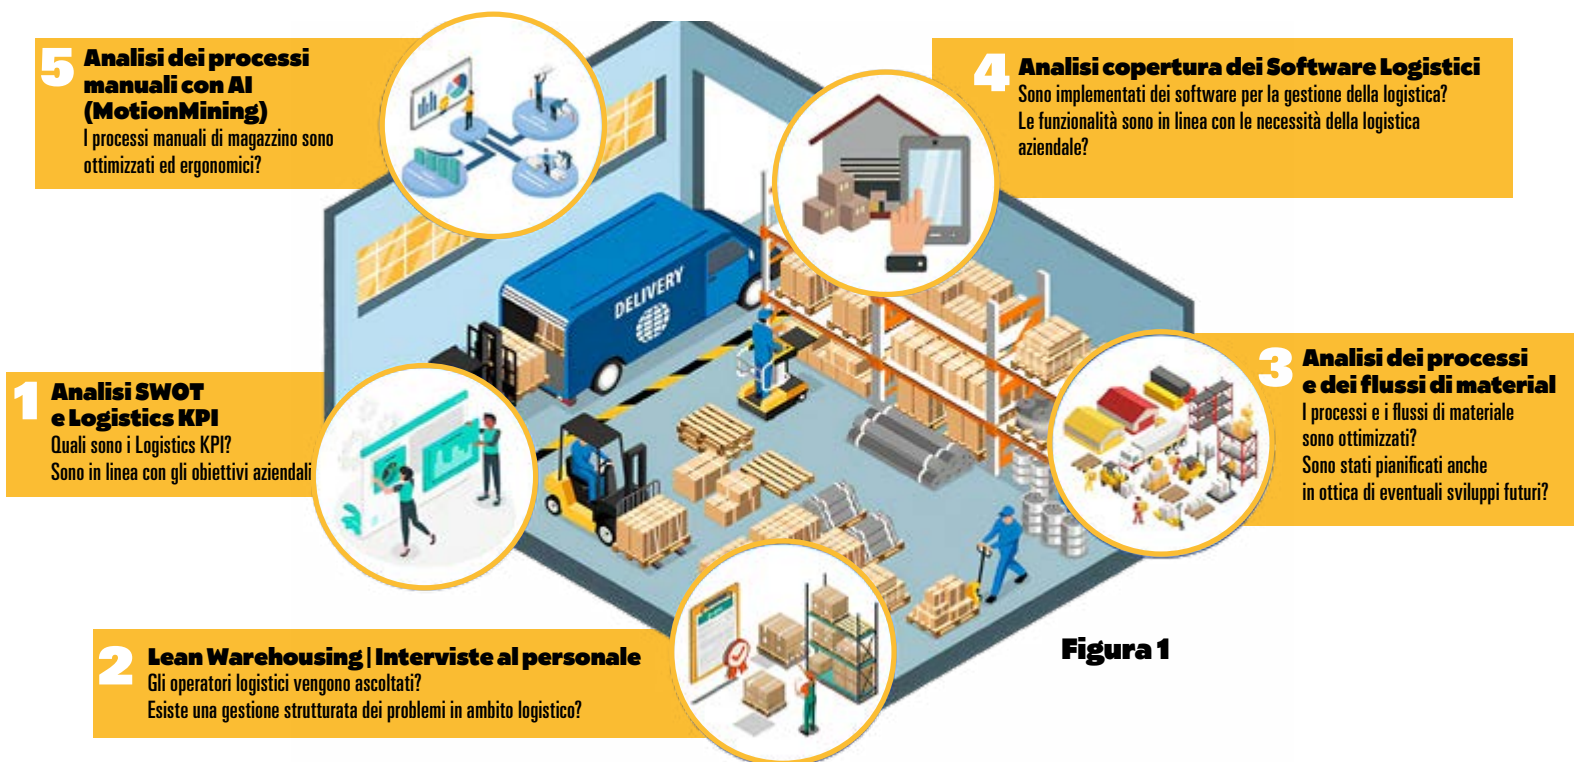 5
Analisi dei processi
manuali con AI
(MotionMining)
I processi manuali di magazzino sono
ottimizzati ed ergonomici?
4
Analisi copertura dei Software Logistici
Sono implementati dei software per la gestione della logistica?
Le funzionalità sono in linea con le necessità della logistica
aziendale?
DELIVERY
1
Analisi SWOT
e Logistics KPI
Quali sono i Logistics KPI?
Sono in linea con gli obiettivi aziendali
3
Analisi dei processi
e dei flussi di material
I processi e i flussi di materiale
sono ottimizzati?
Sono stati pianificati anche
in ottica di eventuali sviluppi futuri?
2
Lean Warehousing | Interviste al personale
Gli operatori logistici vengono ascoltati?
Esiste una gestione strutturata dei problemi in ambito logistico?
Figura 1